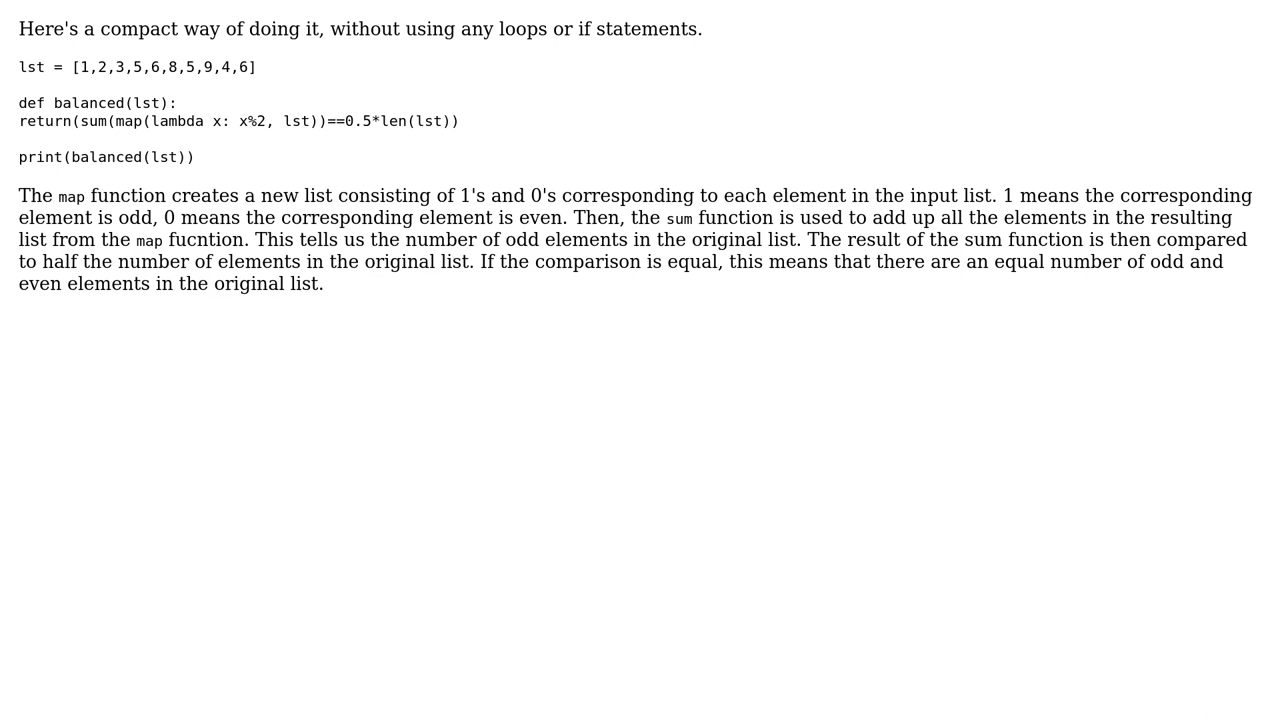 Here's a compact way of doing it, without using any loops or if statements.
lst = [1,2,3,5,6,8,5,9,4,6]
def balanced(lst):
return(sum(map(lambda x: x%2, lst))==0.5*len(lst))
print(balanced(lst))
The map function creates a new list consisting of 1's and 0's corresponding to each element in the input list. 1 means the corresponding
element is odd, 0 means the corresponding element is even. Then, the sum function is used to add up all the elements in the resulting
list from the map fucntion. This tells us the number of odd elements in the original list. The result of the sum function is then compared
to half the number of elements in the original list. If the comparison is equal, this means that there are an equal number of odd and
even elements in the original list.